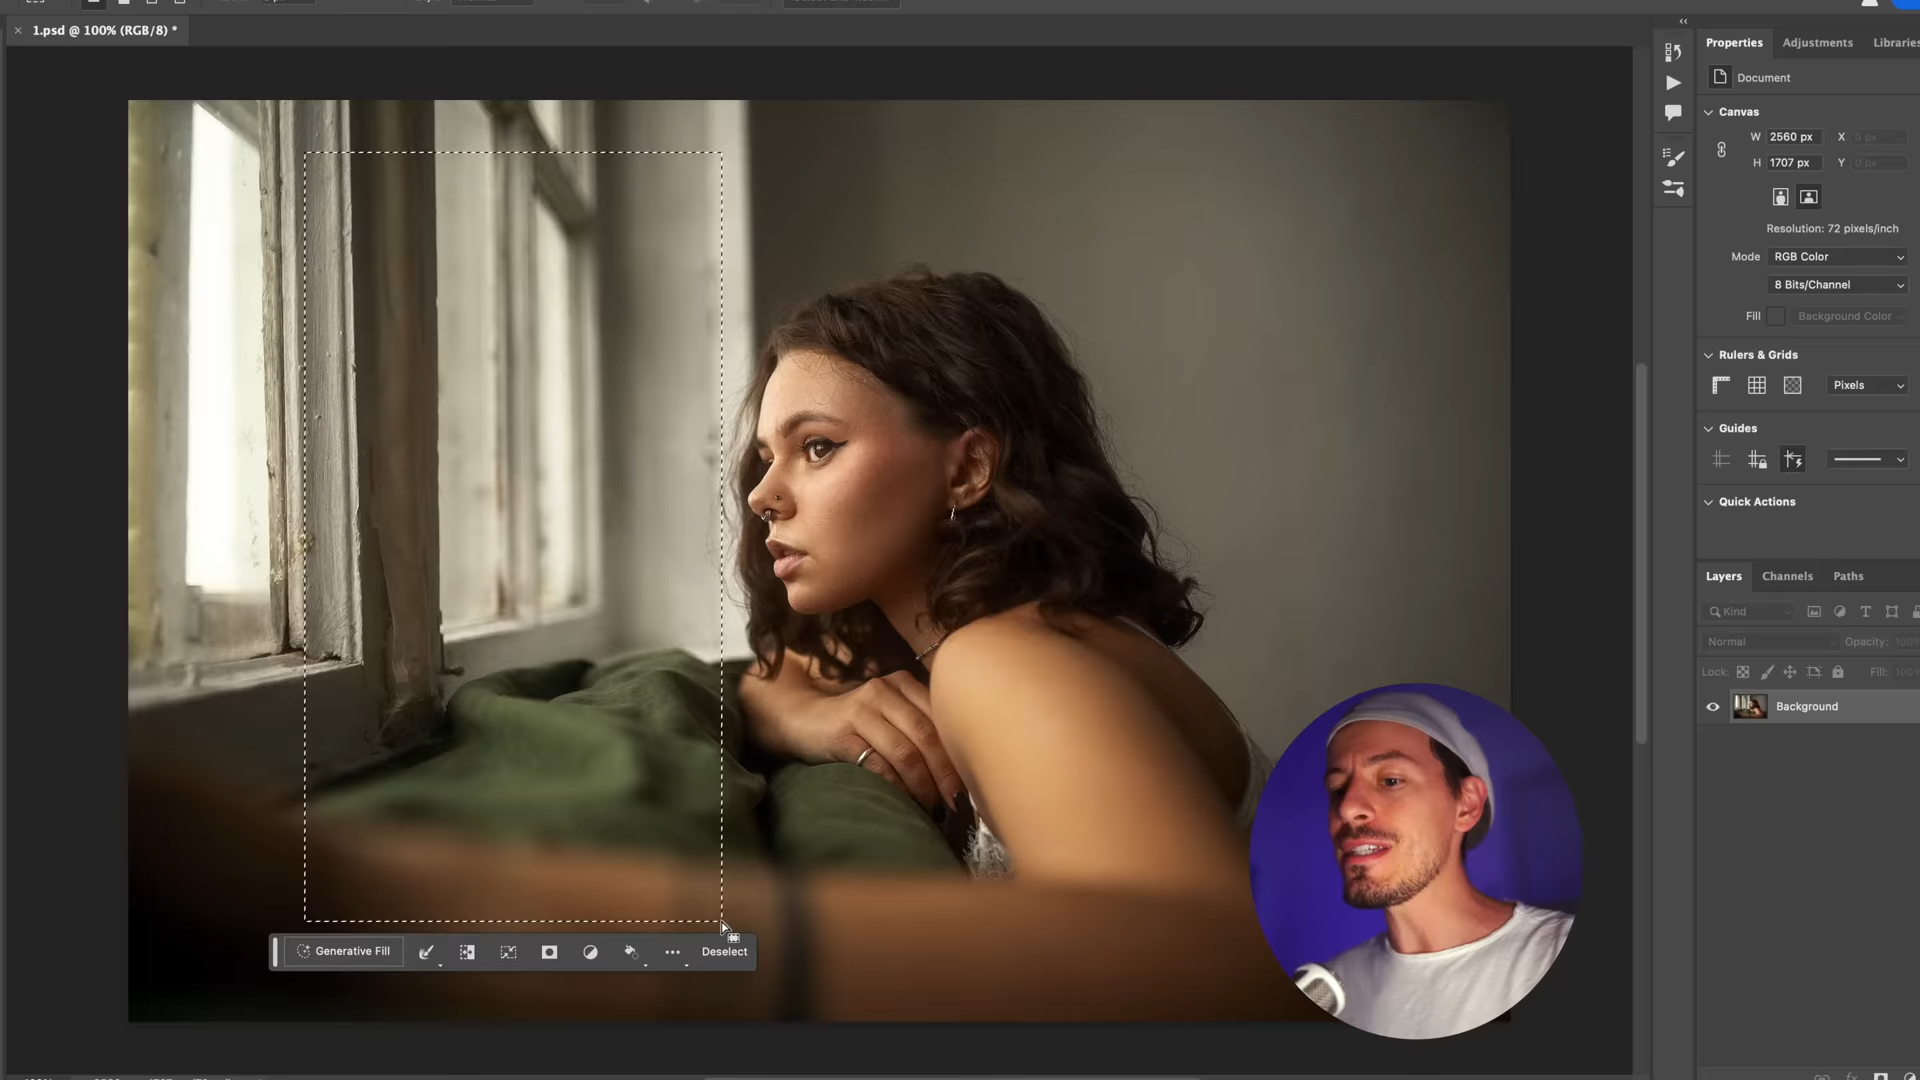 1.psd @ 100% (RGB/8) *
Properties
Adjustments
Libraries
Document
Canvas
W 2560 px X 0 px
H 1707 px Y 0 px
Resolution: 72 pixels/inch
Mode RGB Color
8 Bits/Channel
Fill Background Color
Rulers & Grids
Pixels
Guides
Quick Actions
Layers Channels Paths
Kind
Normal Opacity: 100
Lock: Fill: 100
Background
Generative Fill
Deselect